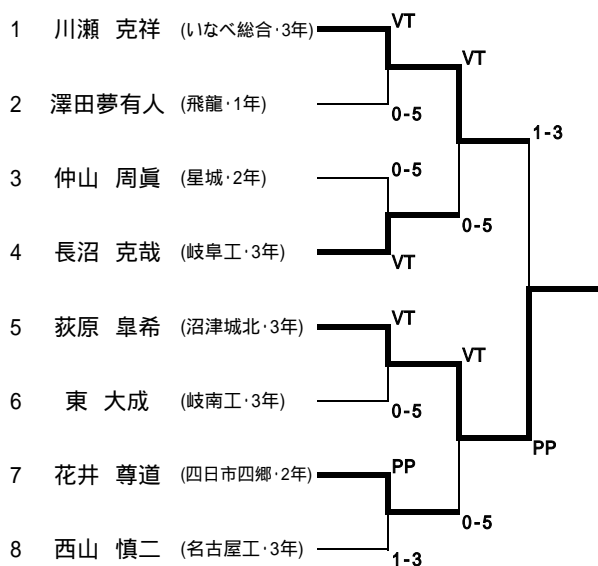 1 川瀬 克祥 (いなべ総合・3年) VT
VT
2 澤田夢有人 (飛龍・1年) 0-5
1-3
3 仲山 周眞 (星城・2年) 0-5
0-5
4 長沼 克哉 (岐阜工・3年) VT
5 荻原 皐希 (沼津城北・3年) VT
VT
6 東 大成 (岐南工・3年) 0-5
PP
7 花井 尊道 (四日市四郷・2年) PP
0-5
8 西山 慎二 (名古屋工・3年) 1-3